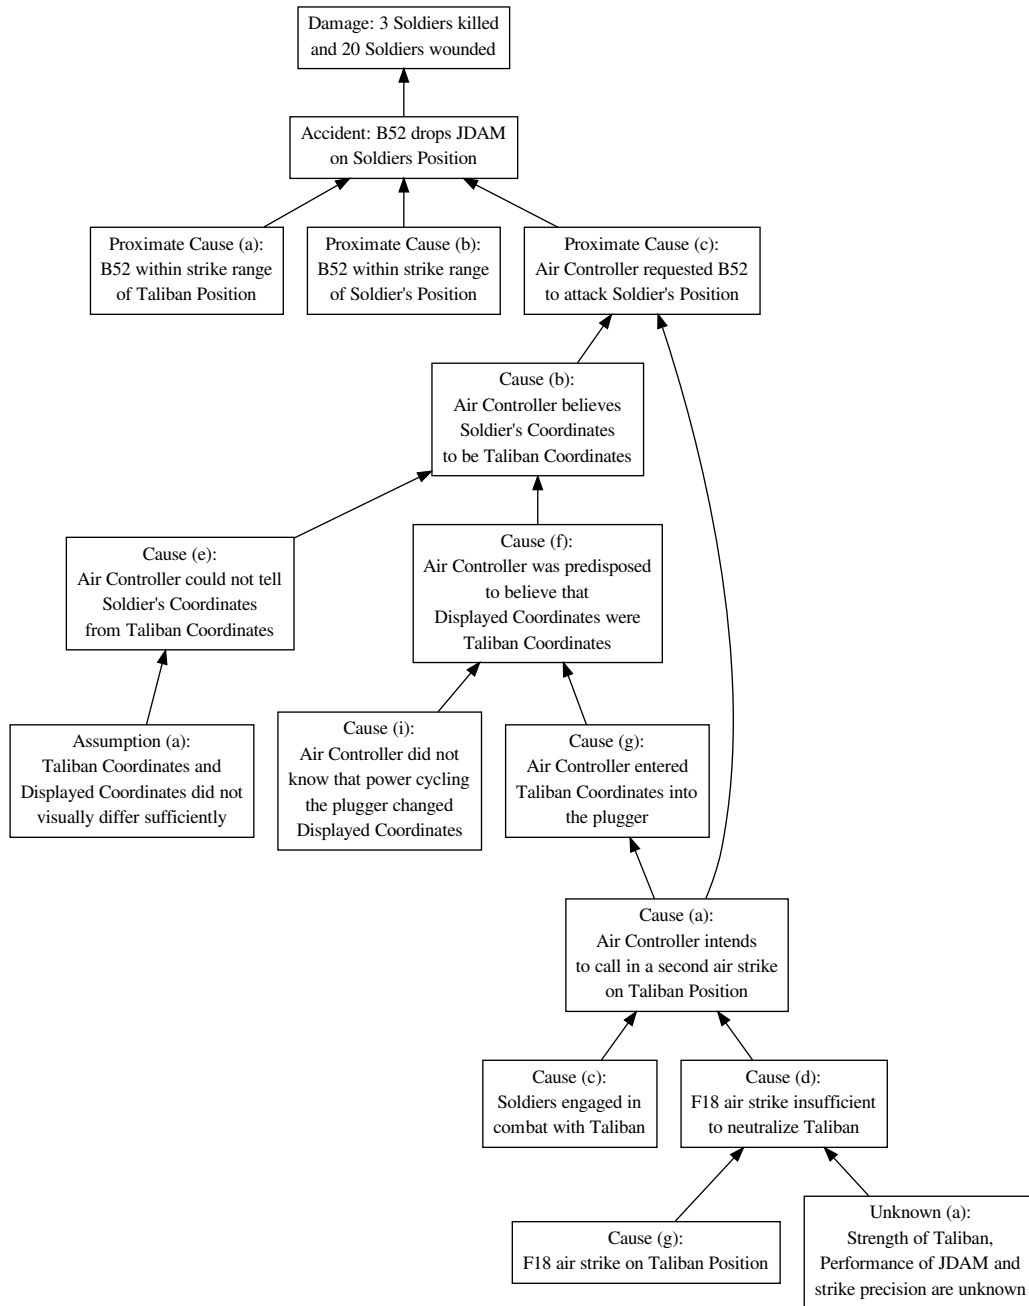 Damage: 3 Soldiers killed
and 20 Soldiers wounded
Accident: B52 drops JDAM
on Soldiers Position
Proximate Cause (a):
B52 within strike range
of Taliban Position
Proximate Cause (b):
B52 within strike range
of Soldier's Position
Proximate Cause (c):
Air Controller requested B52
to attack Soldier's Position
Cause (b):
Air Controller believes
Soldier's Coordinates
to be Taliban Coordinates
Cause (e):
Air Controller could not tell
Soldier's Coordinates
from Taliban Coordinates
Cause (f):
Air Controller was predisposed
to believe that
Displayed Coordinates were
Taliban Coordinates
Assumption (a):
Taliban Coordinates and
Displayed Coordinates did not
visually differ sufficiently
Cause (i):
Air Controller did not
know that power cycling
the plugger changed
Displayed Coordinates
Cause (g):
Air Controller entered
Taliban Coordinates into
the plugger
Cause (a):
Air Controller intends
to call in a second air strike
on Taliban Position
Cause (c):
Soldiers engaged in
combat with Taliban
Cause (d):
F18 air strike insufficient
to neutralize Taliban
Cause (g):
F18 air strike on Taliban Position
Unknown (a):
Strength of Taliban,
Performance of JDAM and
strike precision are unknown